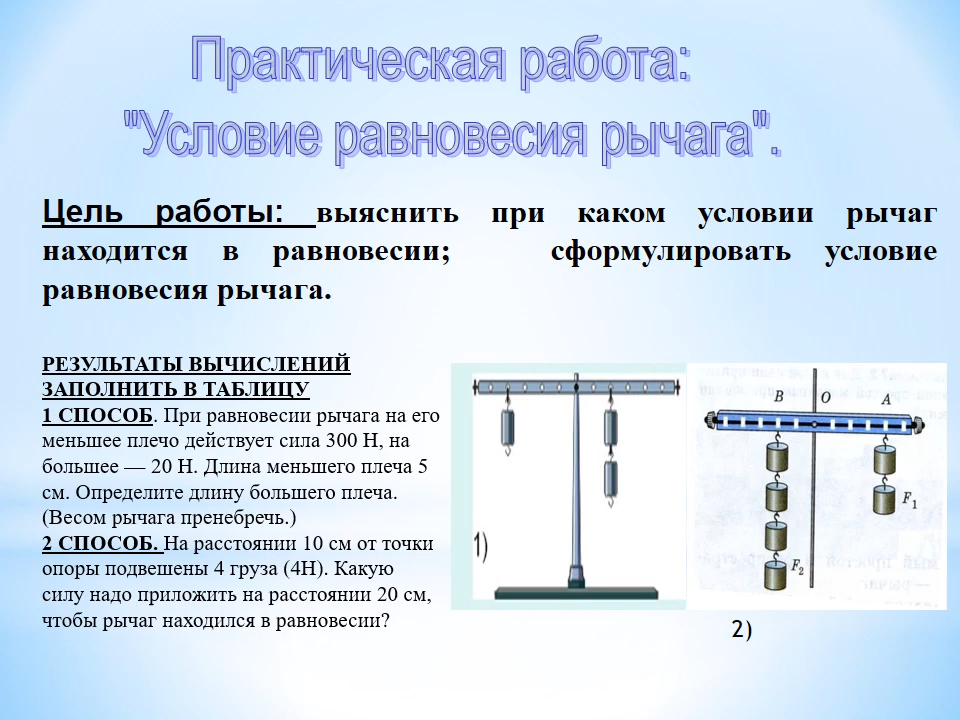 Практическая работа:
"Условие равновесия рычага".
Цель работы: выяснить при каком условии рычаг
находится в равновесии; сформулировать условие
равновесия рычага.
РЕЗУЛЬТАТЫ ВЫЧИСЛЕНИЙ
ЗАПОЛНИТЬ В ТАБЛИЦУ
1 СПОСОБ. При равновесии рычага на его
меньшее плечо действует сила 300 Н, на
большее — 20 Н. Длина меньшего плеча 5
см. Определите длину большего плеча.
(Весом рычага пренебречь.)
2 СПОСОБ. На расстоянии 10 см от точки
опоры подвешены 4 груза (4Н). Какую
силу надо приложить на расстоянии 20 см,
чтобы рычаг находился в равновесии?
1)
B O A
F1
F2
2)